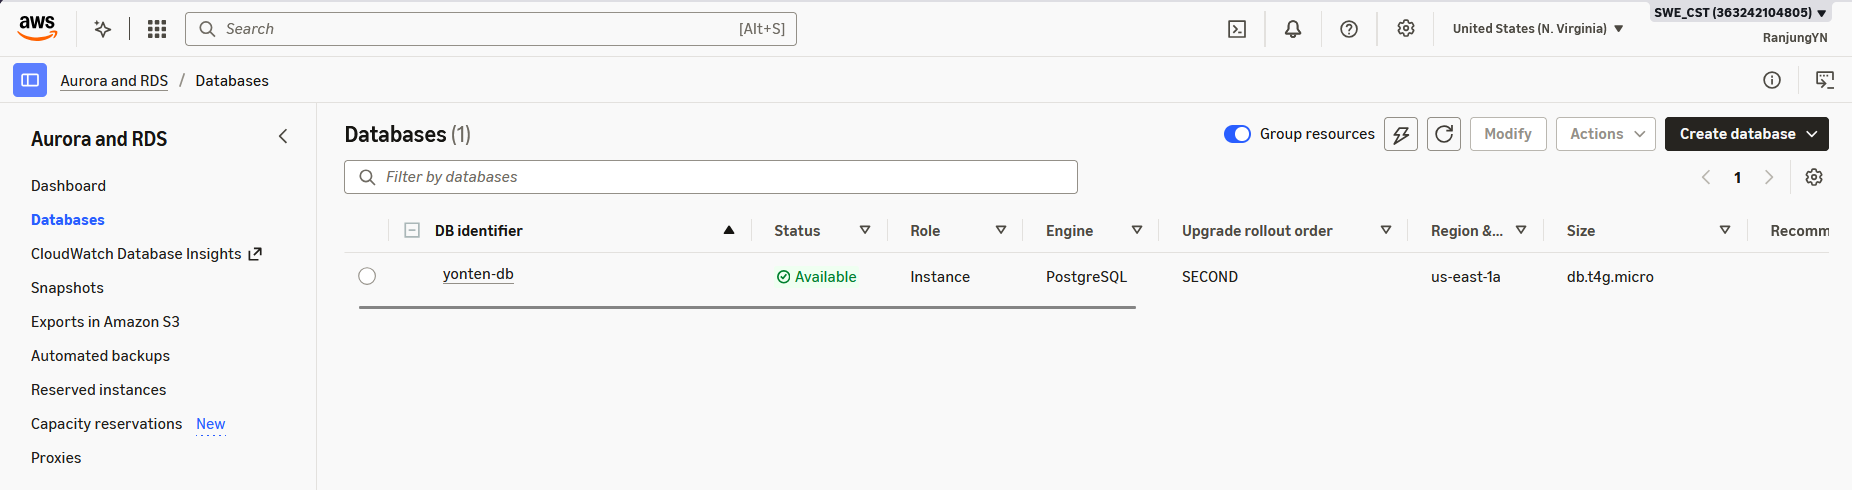 aws
Search [Alt+S]
United States (N. Virginia)
SWE_CST (363242104805)
RanjungYN
Aurora and RDS / Databases
Aurora and RDS
Dashboard
Databases
CloudWatch Database Insights
Snapshots
Exports in Amazon S3
Automated backups
Reserved instances
Capacity reservations New
Proxies
Databases (1)
Group resources Modify Actions Create database
Filter by databases
1
DB identifier Status Role Engine Upgrade rollout order Region &... Size Recomm
yonten-db Available Instance PostgreSQL SECOND us-east-1a db.t4g.micro